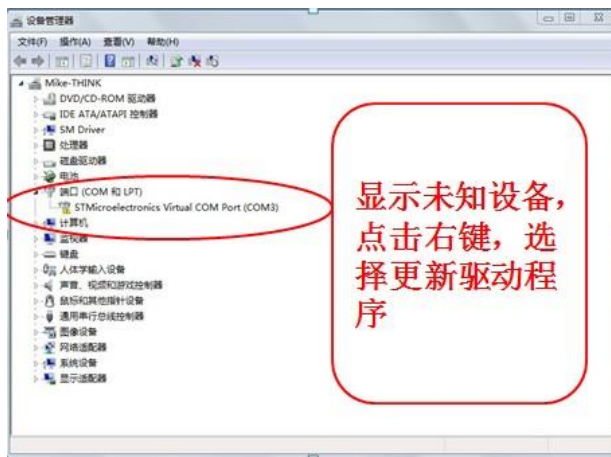 设备管理器
文件(F) 操作(A) 查看(V) 帮助(H)
Mike-THINK
DVD/CD-ROM 驱动器
IDE ATA/ATAPI 控制器
SM Driver
处理器
磁盘驱动器
电池
端口 (COM 和 LPT)
STMicroelectronics Virtual COM Port (COM3)
计算机
监视器
键盘
人体学输入设备
声音、视频和游戏控制器
鼠标和其他指针设备
通用串行总线控制器
图像设备
网络适配器
系统设备
显示适配器
显示未知设备，
点击右键，选
择更新驱动程
序